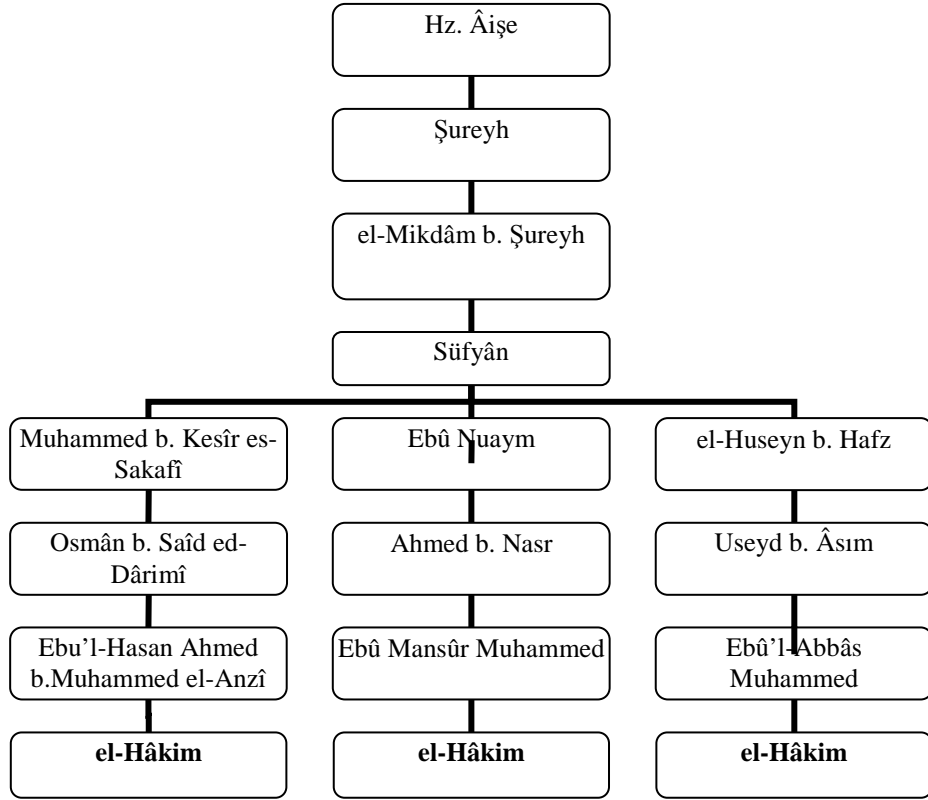 Hz. Âişe
Şureyh
el-Mikdâm b. Şureyh
Süfyân
Muhammed b. Kesîr es-
Sakafî
Ebû Nuaym
el-Huseyn b. Hafz
Osmân b. Saîd ed-
Dârimî
Ahmed b. Nasr
Useyd b. Âsım
Ebu’l-Hasan Ahmed
b.Muhammed el-Anzî
Ebû Mansûr Muhammed
Ebû’l-Abbâs
Muhammed
el-Hâkim
el-Hâkim
el-Hâkim